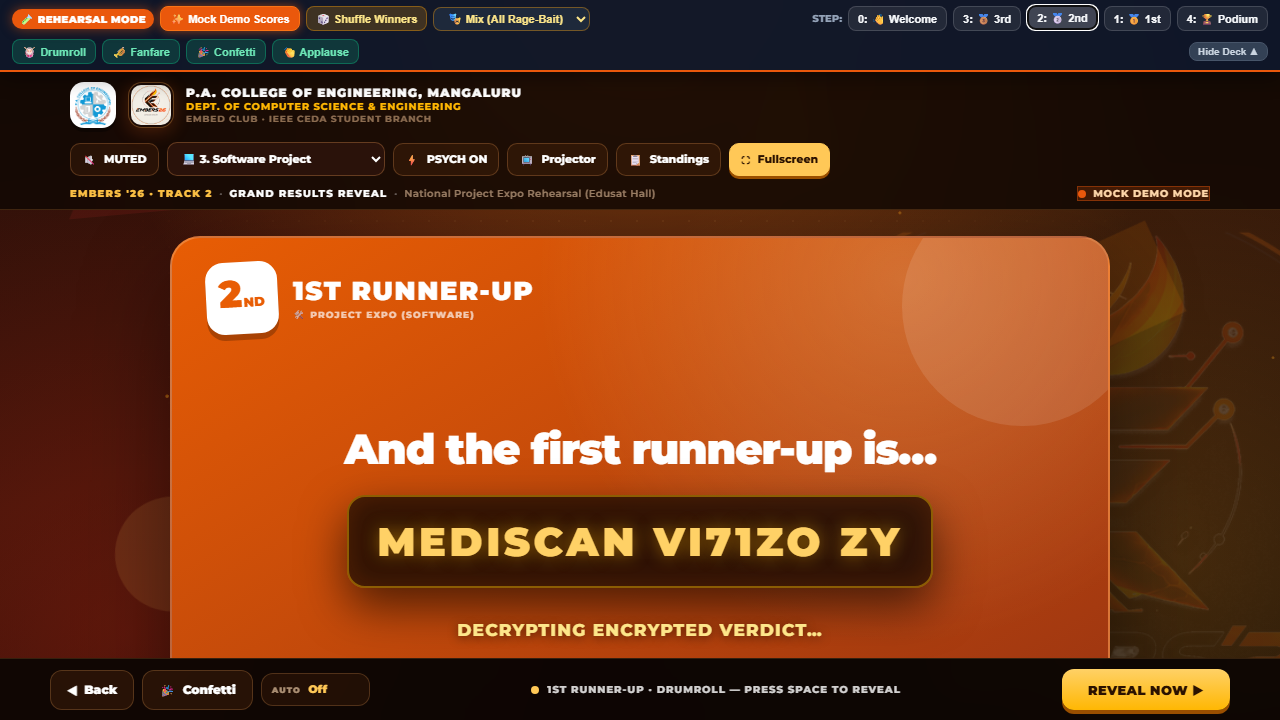 REHEARSAL MODE
Mock Demo Scores
Shuffle Winners
Mix (All Rage-Bait)
STEP:
0: Welcome
3: 3rd
2: 2nd
1: 1st
4: Podium
Drumroll
Fanfare
Confetti
Applause
Hide Deck ▲
P.A. COLLEGE OF ENGINEERING, MANGALURU
DEPT. OF COMPUTER SCIENCE & ENGINEERING
EMBED CLUB · IEEE CEDA STUDENT BRANCH
MUTED
3. Software Project
PSYCH ON
Projector
Standings
Fullscreen
EMBERS '26 • TRACK 2 · GRAND RESULTS REVEAL · National Project Expo Rehearsal (Edusat Hall)
MOCK DEMO MODE
2ND
1ST RUNNER-UP
PROJECT EXPO (SOFTWARE)
And the first runner-up is...
MEDISCAN VI71ZO ZY
DECRYPTING ENCRYPTED VERDICT...
◀ Back
Confetti
AUTO Off
1ST RUNNER-UP · DRUMROLL — PRESS SPACE TO REVEAL
REVEAL NOW ▶